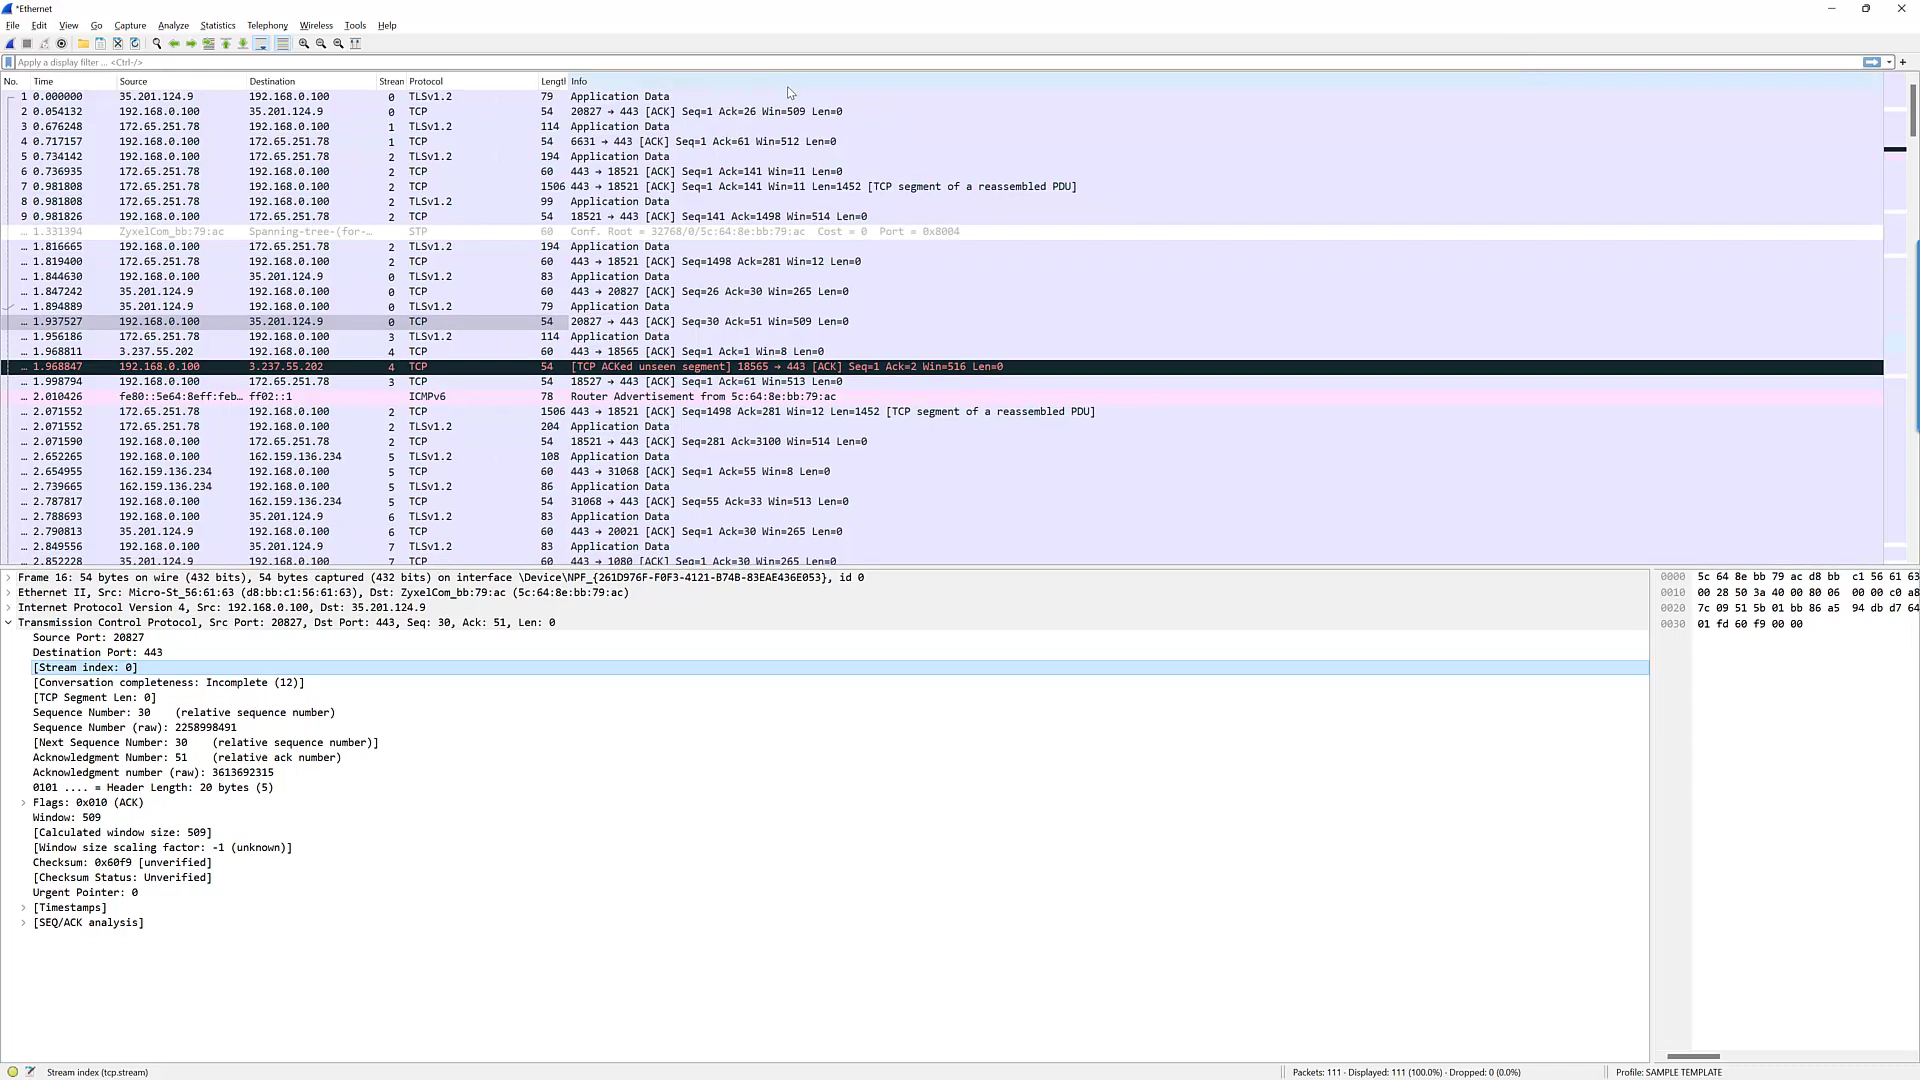 *Ethernet
File Edit View Go Capture Analyze Statistics Telephony Wireless Tools Help
Apply a display filter ... <Ctrl-/>
No. Time Source Destination Strean Protocol Lengtl Info
1 0.000000 35.201.124.9 192.168.0.100 0 TLSv1.2 79 Application Data
2 0.054132 192.168.0.100 35.201.124.9 0 TCP 54 20827 → 443 [ACK] Seq=1 Ack=26 Win=509 Len=0
3 0.676248 172.65.251.78 192.168.0.100 1 TLSv1.2 114 Application Data
4 0.717157 192.168.0.100 172.65.251.78 1 TCP 54 6631 → 443 [ACK] Seq=1 Ack=61 Win=512 Len=0
5 0.734142 192.168.0.100 172.65.251.78 2 TLSv1.2 194 Application Data
6 0.736935 172.65.251.78 192.168.0.100 2 TCP 60 443 → 18521 [ACK] Seq=1 Ack=141 Win=11 Len=0
7 0.981808 172.65.251.78 192.168.0.100 2 TCP 1506 443 → 18521 [ACK] Seq=1 Ack=141 Win=11 Len=1452 [TCP segment of a reassembled PDU]
8 0.981808 172.65.251.78 192.168.0.100 2 TLSv1.2 99 Application Data
9 0.981826 192.168.0.100 172.65.251.78 2 TCP 54 18521 → 443 [ACK] Seq=141 Ack=1498 Win=514 Len=0
… 1.331394 ZyxelCom_bb:79:ac Spanning-tree-(for-… STP 60 Conf. Root = 32768/0/5c:64:8e:bb:79:ac Cost = 0 Port = 0x8004
… 1.816665 192.168.0.100 172.65.251.78 2 TLSv1.2 194 Application Data
… 1.819400 172.65.251.78 192.168.0.100 2 TCP 60 443 → 18521 [ACK] Seq=1498 Ack=281 Win=12 Len=0
… 1.844630 192.168.0.100 35.201.124.9 0 TLSv1.2 83 Application Data
… 1.847242 35.201.124.9 192.168.0.100 0 TCP 60 443 → 20827 [ACK] Seq=26 Ack=30 Win=265 Len=0
… 1.894889 35.201.124.9 192.168.0.100 0 TLSv1.2 79 Application Data
… 1.937527 192.168.0.100 35.201.124.9 0 TCP 54 20827 → 443 [ACK] Seq=30 Ack=51 Win=509 Len=0
… 1.956186 172.65.251.78 192.168.0.100 3 TLSv1.2 114 Application Data
… 1.968811 3.237.55.202 192.168.0.100 4 TCP 60 443 → 18565 [ACK] Seq=1 Ack=1 Win=8 Len=0
… 1.968847 192.168.0.100 3.237.55.202 4 TCP 54 [TCP ACKed unseen segment] 18565 → 443 [ACK] Seq=1 Ack=2 Win=516 Len=0
… 1.998794 192.168.0.100 172.65.251.78 3 TCP 54 18527 → 443 [ACK] Seq=1 Ack=61 Win=513 Len=0
… 2.010426 fe80::5e64:8eff:feb… ff02::1 ICMPv6 78 Router Advertisement from 5c:64:8e:bb:79:ac
… 2.071552 172.65.251.78 192.168.0.100 2 TCP 1506 443 → 18521 [ACK] Seq=1498 Ack=281 Win=12 Len=1452 [TCP segment of a reassembled PDU]
… 2.071552 172.65.251.78 192.168.0.100 2 TLSv1.2 204 Application Data
… 2.071590 192.168.0.100 172.65.251.78 2 TCP 54 18521 → 443 [ACK] Seq=281 Ack=3100 Win=514 Len=0
… 2.652265 192.168.0.100 162.159.136.234 5 TLSv1.2 108 Application Data
… 2.654955 162.159.136.234 192.168.0.100 5 TCP 60 443 → 31068 [ACK] Seq=1 Ack=55 Win=8 Len=0
… 2.739665 162.159.136.234 192.168.0.100 5 TLSv1.2 86 Application Data
… 2.787817 192.168.0.100 162.159.136.234 5 TCP 54 31068 → 443 [ACK] Seq=55 Ack=33 Win=513 Len=0
… 2.788693 192.168.0.100 35.201.124.9 6 TLSv1.2 83 Application Data
… 2.790813 35.201.124.9 192.168.0.100 6 TCP 60 443 → 20021 [ACK] Seq=1 Ack=30 Win=265 Len=0
… 2.849556 192.168.0.100 35.201.124.9 7 TLSv1.2 83 Application Data
… 2.852228 35.201.124.9 192.168.0.100 7 TCP 60 443 → 1080 [ACK] Seq=1 Ack=30 Win=265 Len=0
Frame 16: 54 bytes on wire (432 bits), 54 bytes captured (432 bits) on interface \Device\NPF_{261D976F-F0F3-4121-B74B-83EAE436E053}, id 0
Ethernet II, Src: Micro-St_56:61:63 (d8:bb:c1:56:61:63), Dst: ZyxelCom_bb:79:ac (5c:64:8e:bb:79:ac)
Internet Protocol Version 4, Src: 192.168.0.100, Dst: 35.201.124.9
Transmission Control Protocol, Src Port: 20827, Dst Port: 443, Seq: 30, Ack: 51, Len: 0
Source Port: 20827
Destination Port: 443
[Stream index: 0]
[Conversation completeness: Incomplete (12)]
[TCP Segment Len: 0]
Sequence Number: 30 (relative sequence number)
Sequence Number (raw): 2258998491
[Next Sequence Number: 30 (relative sequence number)]
Acknowledgment Number: 51 (relative ack number)
Acknowledgment number (raw): 3613692315
0101 .... = Header Length: 20 bytes (5)
Flags: 0x010 (ACK)
Window: 509
[Calculated window size: 509]
[Window size scaling factor: -1 (unknown)]
Checksum: 0x60f9 [unverified]
[Checksum Status: Unverified]
Urgent Pointer: 0
[Timestamps]
[SEQ/ACK analysis]
0000 5c 64 8e bb 79 ac d8 bb c1 56 61 63
0010 00 28 50 3a 40 00 80 06 00 00 c0 a8
0020 7c 09 51 5b 01 bb 86 a5 94 db d7 64
0030 01 fd 60 f9 00 00
Stream index (tcp.stream)
Packets: 111 · Displayed: 111 (100.0%) · Dropped: 0 (0.0%)
Profile: SAMPLE TEMPLATE